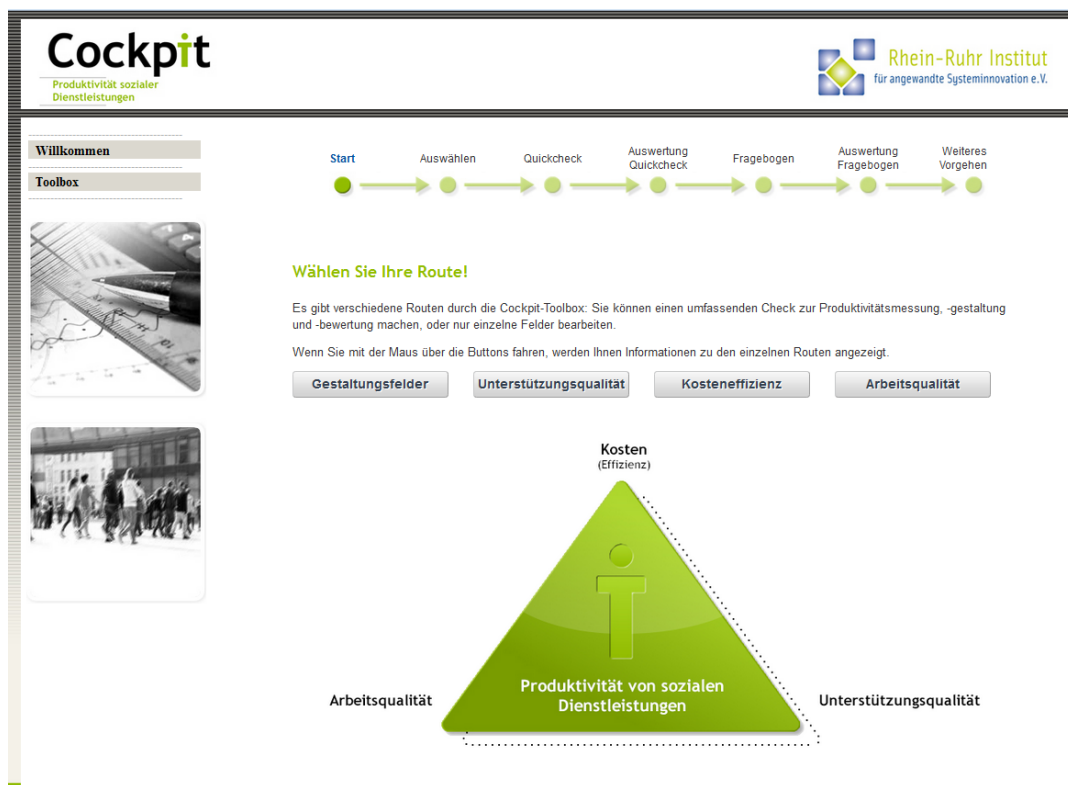 Cockpit
Produktivität sozialer
Dienstleistungen
Rhein-Ruhr Institut
für angewandte Systeminnovation e.V.
Willkommen
Toolbox
Start
Auswählen
Quickcheck
Auswertung
Quickcheck
Fragebogen
Auswertung
Fragebogen
Weiteres
Vorgehen
Wählen Sie Ihre Route!
Es gibt verschiedene Routen durch die Cockpit-Toolbox: Sie können einen umfassenden Check zur Produktivitätsmessung, -gestaltung
und -bewertung machen, oder nur einzelne Felder bearbeiten.
Wenn Sie mit der Maus über die Buttons fahren, werden Ihnen Informationen zu den einzelnen Routen angezeigt.
Gestaltungsfelder
Unterstützungsqualität
Kosteneffizienz
Arbeitsqualität
Kosten
(Effizienz)
i
Produktivität von sozialen
Dienstleistungen
Arbeitsqualität
Unterstützungsqualität